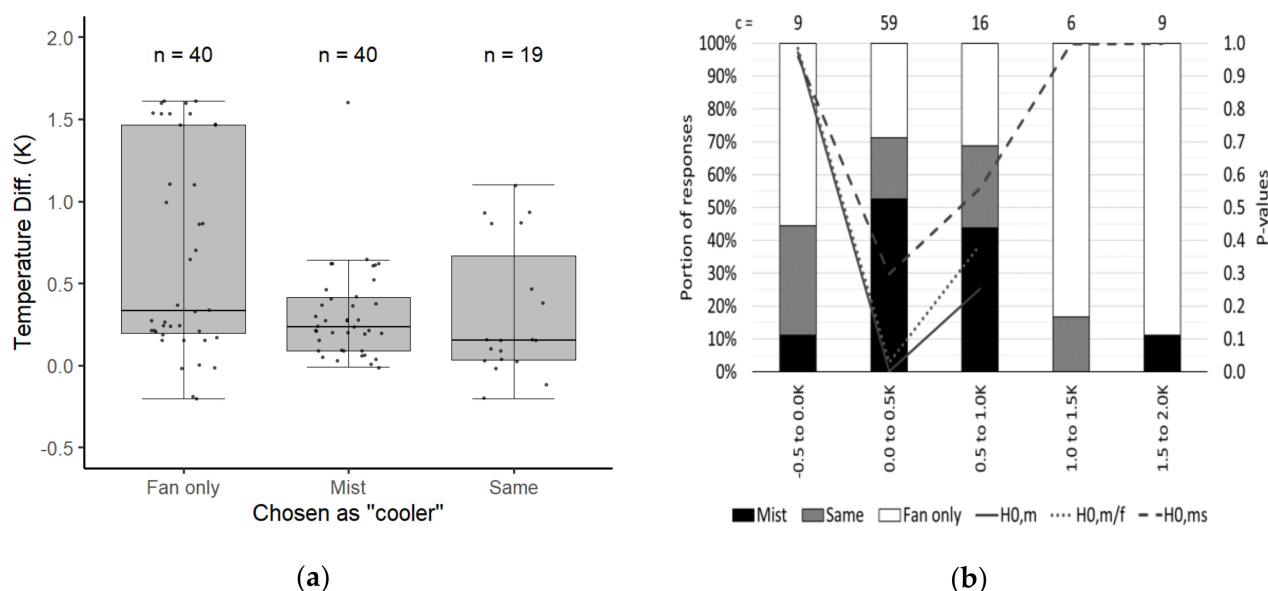 2.0
1.5
1.0
0.5
0.0
-0.5
Temperature Diff. (K)
n = 40
n = 40
n = 19
Fan only
Mist
Same
Chosen as "cooler"
(a)
c = 9 59 16 6 9
100%
90%
80%
70%
60%
50%
40%
30%
20%
10%
0%
Portion of responses
1.0
0.9
0.8
0.7
0.6
0.5
0.4
0.3
0.2
0.1
0.0
P-values
-0.5 to 0.0K
0.0 to 0.5K
0.5 to 1.0K
1.0 to 1.5K
1.5 to 2.0K
Mist Same Fan only H0,m H0,m/f H0,ms
(b)